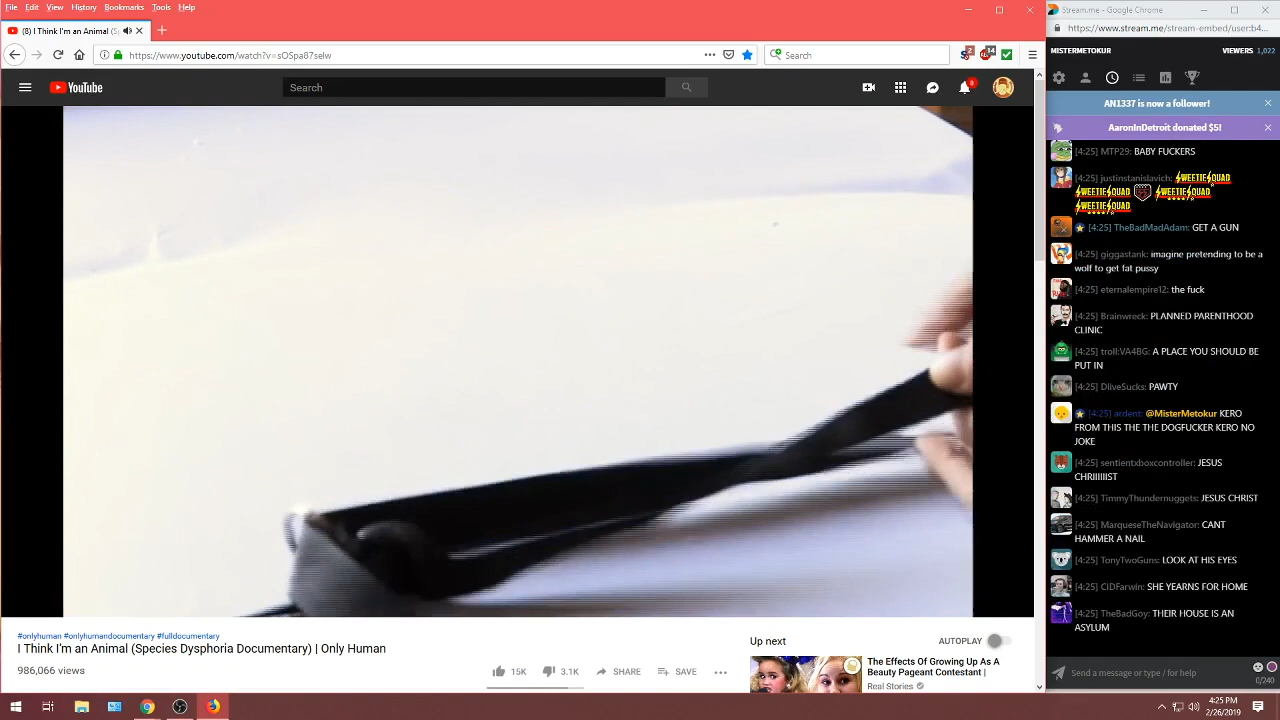 File Edit View History Bookmarks Tools Help
Stream.me - Google Chrome
(8) I Think I'm an Animal (S
https://www.stream.me/stream-embed/user:b4...
https://www.youtube.com/watch?v=sOSpa67selw
Search
2
14
MISTERMETOKUR VIEWERS 1,022
YouTube
Search
8
AN1337 is now a follower!
AaronInDetroit donated $5!
[4:25] MTP29: BABY FUCKERS
[4:25] justinstanislavich: SWEETIE SQUAD
SWEETIE SQUAD SWEETIE SQUAD
SWEETIE SQUAD
[4:25] TheBadMadAdam: GET A GUN
[4:25] giggastank: imagine pretending to be a
wolf to get fat pussy
[4:25] eternalempire12: the fuck
[4:25] Brainwreck: PLANNED PARENTHOOD
CLINIC
[4:25] troll:VA4BG: A PLACE YOU SHOULD BE
PUT IN
[4:25] DliveSucks: PAWTY
[4:25] ardent: @MisterMetokur KERO
FROM THIS THE THE DOGFUCKER KERO NO
JOKE
[4:25] sentientxboxcontroller: JESUS
CHRIIIIIST
[4:25] TimmyThundernuggets: JESUS CHRIST
[4:25] MarqueseTheNavigator: CANT
HAMMER A NAIL
[4:25] TonyTwoGuns: LOOK AT HIS EYES
[4:25] CIDFarwin: SHE YEARNS FOR HOME
[4:25] TheBadGoy: THEIR HOUSE IS AN
ASYLUM
Send a message or type / for help
0/240
#onlyhuman #onlyhumandocumentary #fulldocumentary
I Think I'm an Animal (Species Dysphoria Documentary) | Only Human
986,066 views
15K 3.1K SHARE SAVE
Up next AUTOPLAY
The Effects Of Growing Up As A
Beauty Pageant Contestant |
Real Stories
4:25 PM
2/26/2019